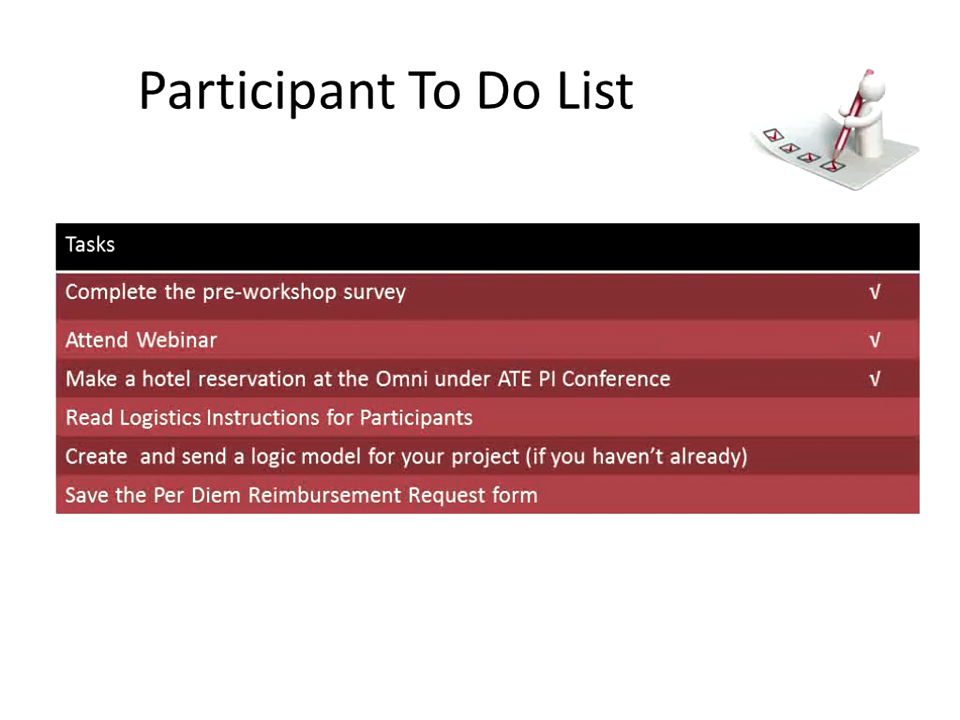 Participant To Do List
Tasks
Complete the pre-workshop survey √
Attend Webinar √
Make a hotel reservation at the Omni under ATE PI Conference √
Read Logistics Instructions for Participants
Create  and send a logic model for your project (if you haven’t already)
Save the Per Diem Reimbursement Request form